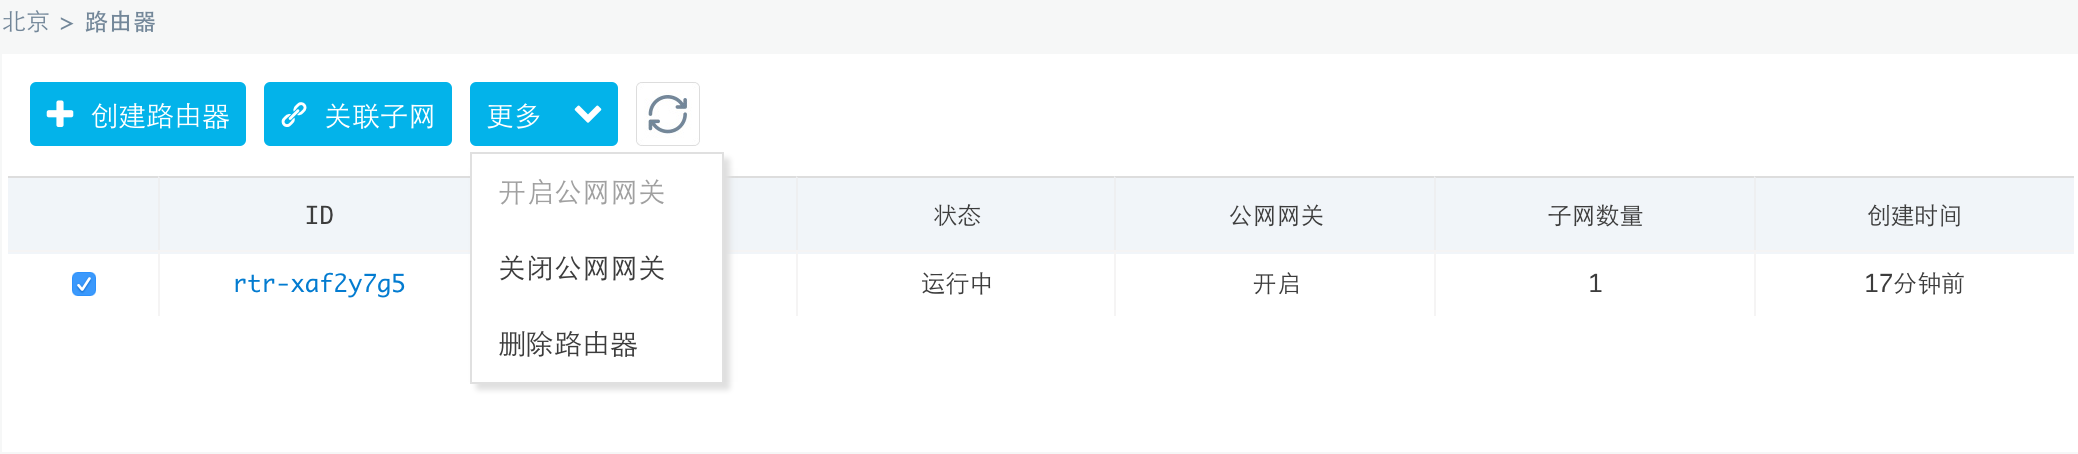 北京 > 路由器
创建路由器 关联子网 更多
开启公网网关
关闭公网网关
删除路由器
ID 状态 公网网关 子网数量 创建时间
rtr-xaf2y7g5 运行中 开启 1 17分钟前